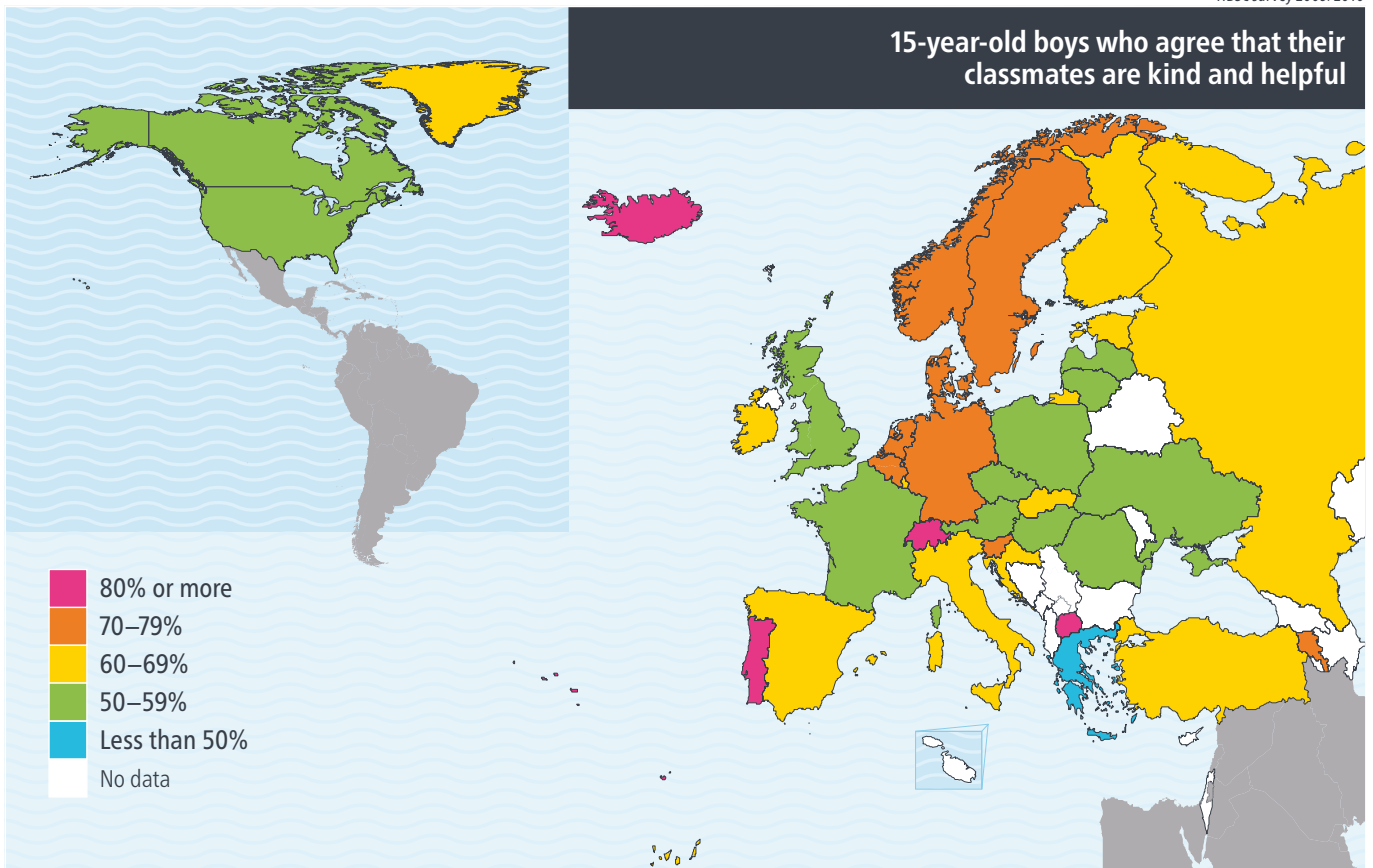 15-year-old boys who agree that their
classmates are kind and helpful
80% or more
70–79%
60–69%
50–59%
Less than 50%
No data